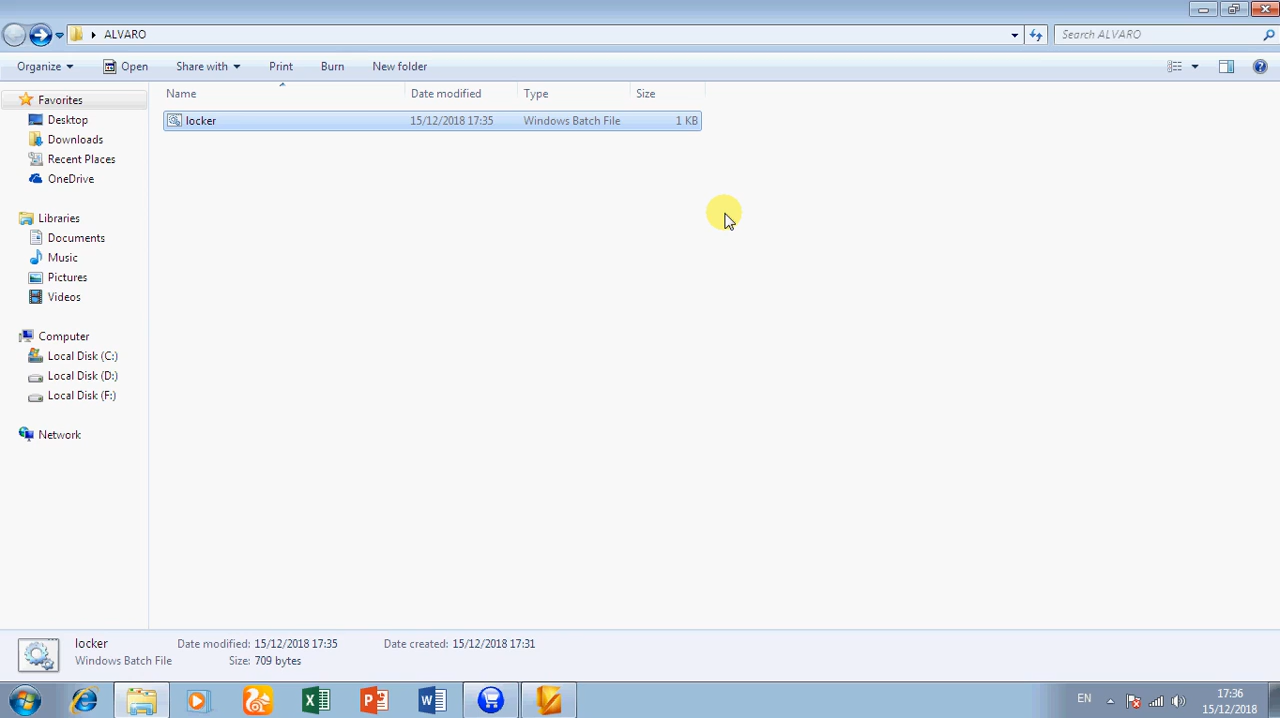 ALVARO
Search ALVARO
Organize Open Share with Print Burn New folder
Name Date modified Type Size
locker 15/12/2018 17:35 Windows Batch File 1 KB
Favorites
Desktop
Downloads
Recent Places
OneDrive
Libraries
Documents
Music
Pictures
Videos
Computer
Local Disk (C:)
Local Disk (D:)
Local Disk (F:)
Network
locker Date modified: 15/12/2018 17:35 Date created: 15/12/2018 17:31
Windows Batch File Size: 709 bytes
EN 17:36
15/12/2018